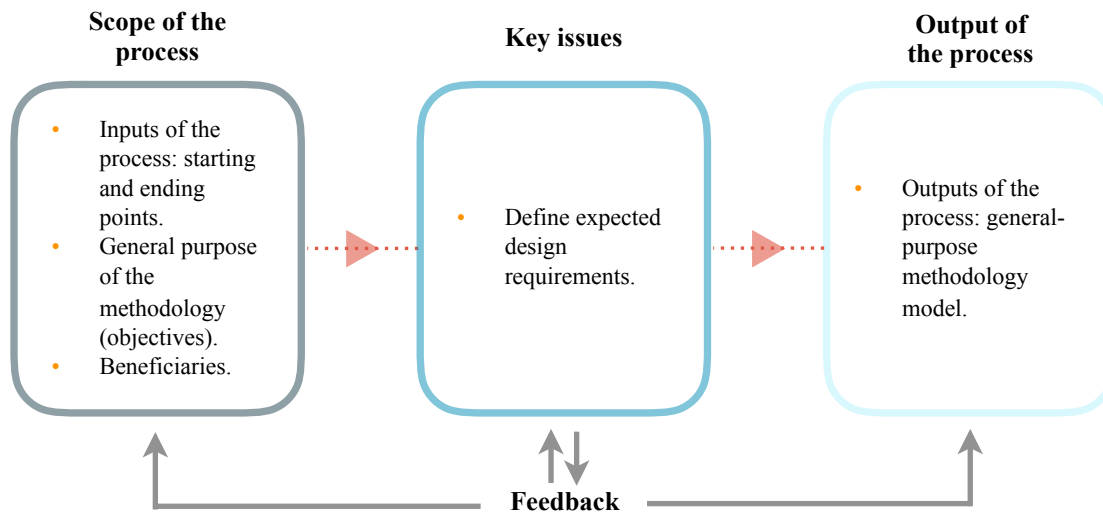 Scope of the
process
• Inputs of the
process: starting
and ending
points.
• General purpose
of the
methodology
(objectives).
• Beneficiaries.
Key issues
• Define expected
design
requirements.
Output of
the process
• Outputs of the
process: general-
purpose
methodology
model.
Feedback